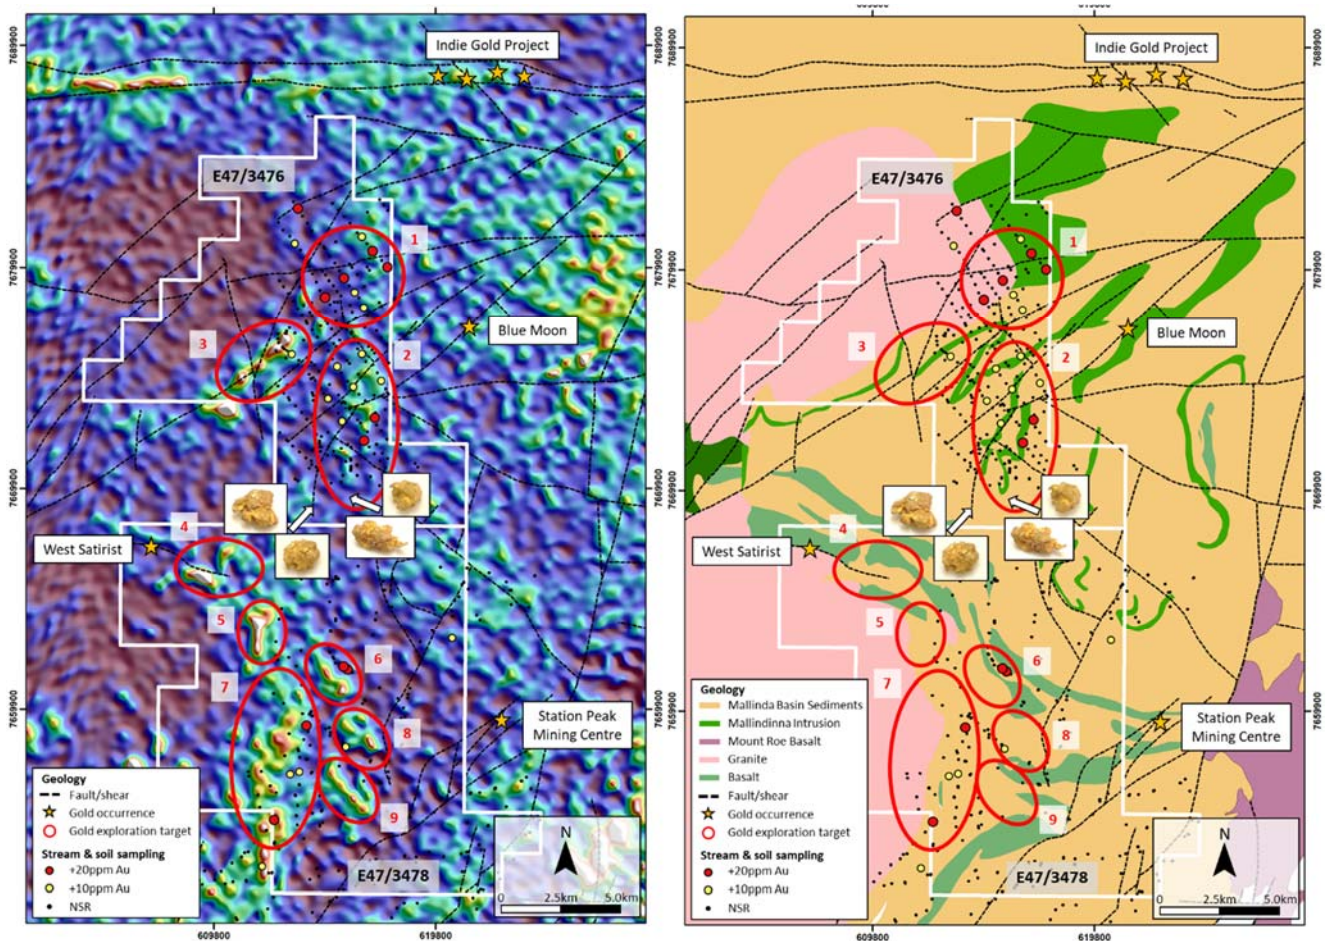 Indie Gold Project
E47/3476
1
Blue Moon
3
2
4
West Satirist
5
6
7
Station Peak
Mining Centre
8
9
E47/3478
Geology
Fault/shear
Gold occurrence
Gold exploration target
Stream & soil sampling
+20ppm Au
+10ppm Au
NSR
N
0 2.5km 5.0km
7689900
7679900
7669900
7659900
609800
619800
Indie Gold Project
E47/3476
1
Blue Moon
3
2
4
West Satirist
5
6
7
Station Peak
Mining Centre
8
9
E47/3478
Geology
Mallinda Basin Sediments
Mallindinna Intrusion
Mount Roe Basalt
Granite
Basalt
Fault/shear
Gold occurrence
Gold exploration target
Stream & soil sampling
+20ppm Au
+10ppm Au
NSR
N
0 2.5km 5.0km
7689900
7679900
7669900
7659900
609800
619800